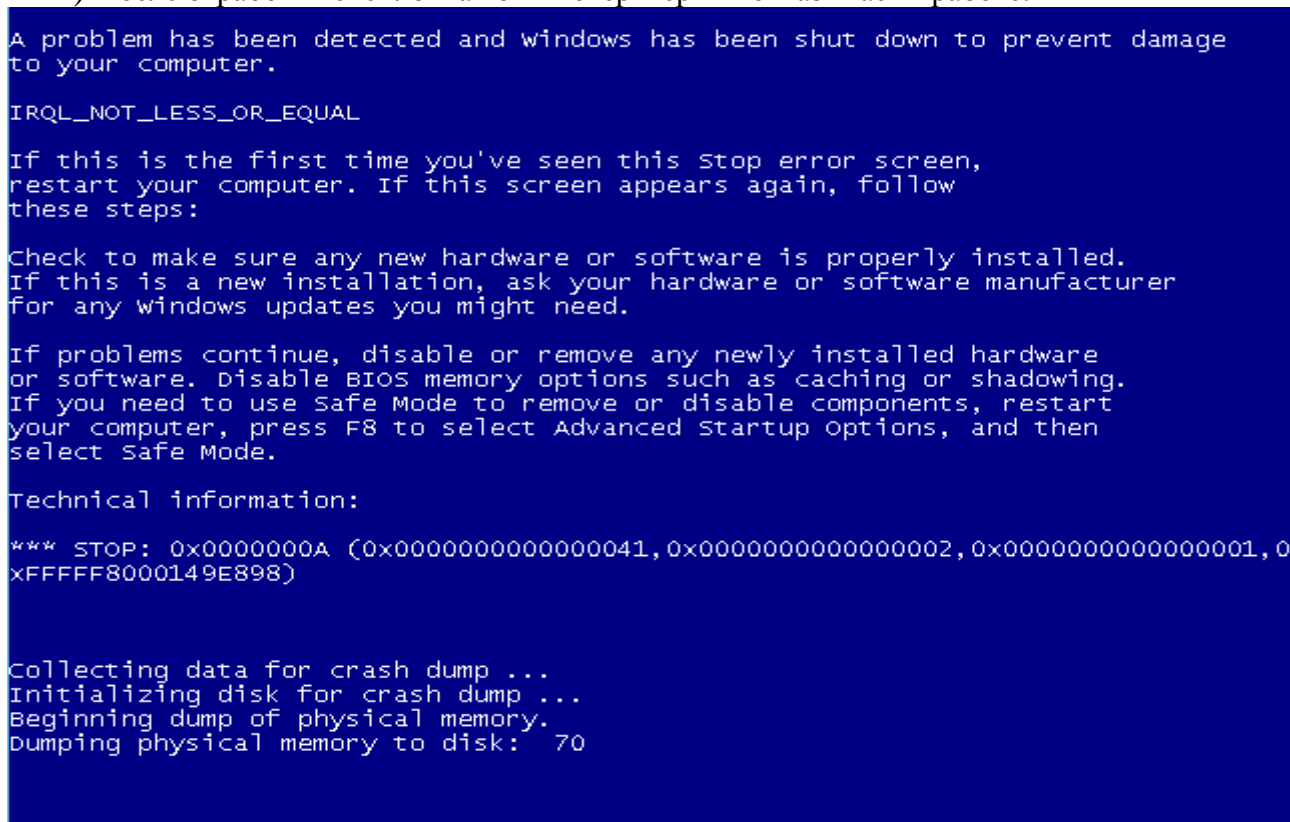 A problem has been detected and Windows has been shut down to prevent damage
to your computer.
IRQL_NOT_LESS_OR_EQUAL
If this is the first time you've seen this Stop error screen,
restart your computer. If this screen appears again, follow
these steps:
Check to make sure any new hardware or software is properly installed.
If this is a new installation, ask your hardware or software manufacturer
for any Windows updates you might need.
If problems continue, disable or remove any newly installed hardware
or software. Disable BIOS memory options such as caching or shadowing.
If you need to use Safe Mode to remove or disable components, restart
your computer, press F8 to select Advanced Startup Options, and then
select Safe Mode.
Technical information:
*** STOP: 0x0000000A (0x0000000000000041,0x0000000000000002,0x0000000000000001,0
xFFFFF8000149E898)
Collecting data for crash dump ...
Initializing disk for crash dump ...
Beginning dump of physical memory.
Dumping physical memory to disk:  70